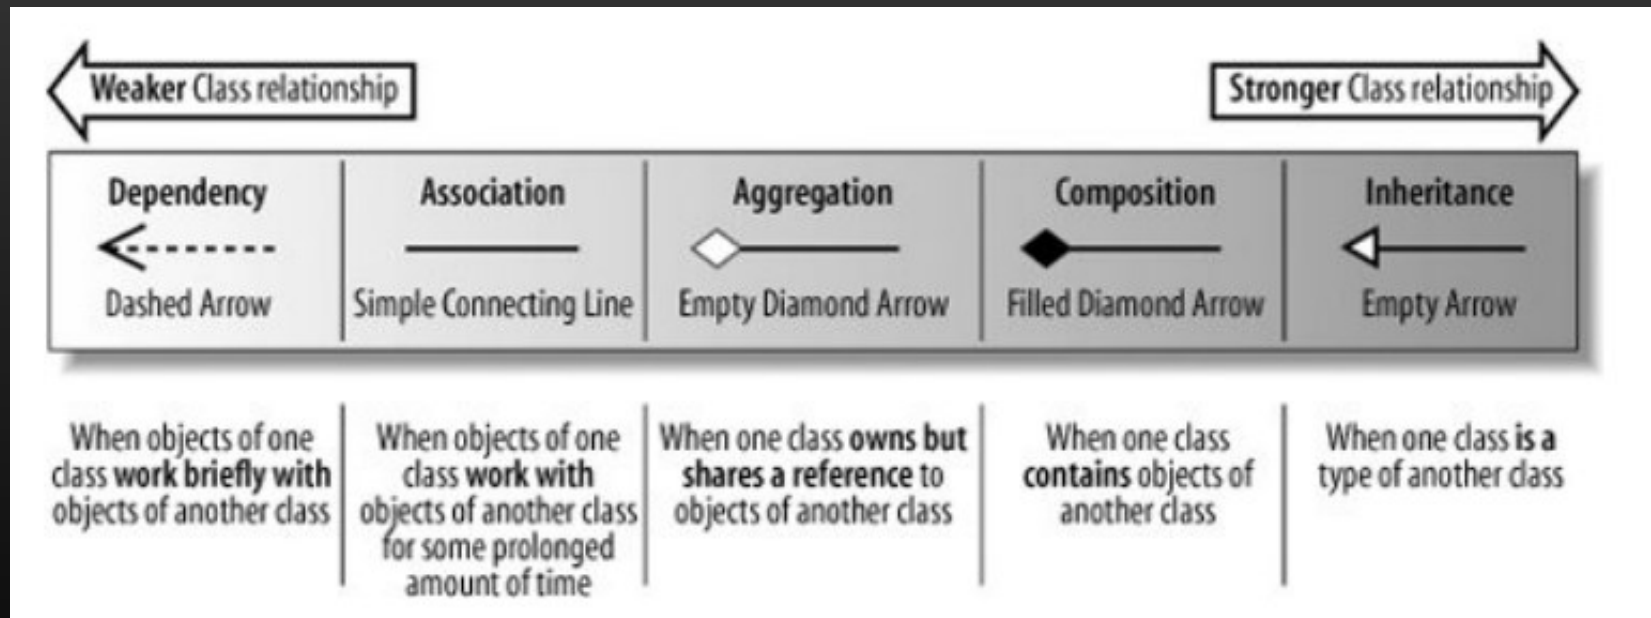 Weaker Class relationship
Stronger Class relationship
Dependency
Association
Aggregation
Composition
Inheritance
Dashed Arrow
Simple Connecting Line
Empty Diamond Arrow
Filled Diamond Arrow
Empty Arrow
When objects of one
class work briefly with
objects of another class
When objects of one
class work with
objects of another class
for some prolonged
amount of time
When one class owns but
shares a reference to
objects of another class
When one class
contains objects of
another class
When one class is a
type of another class